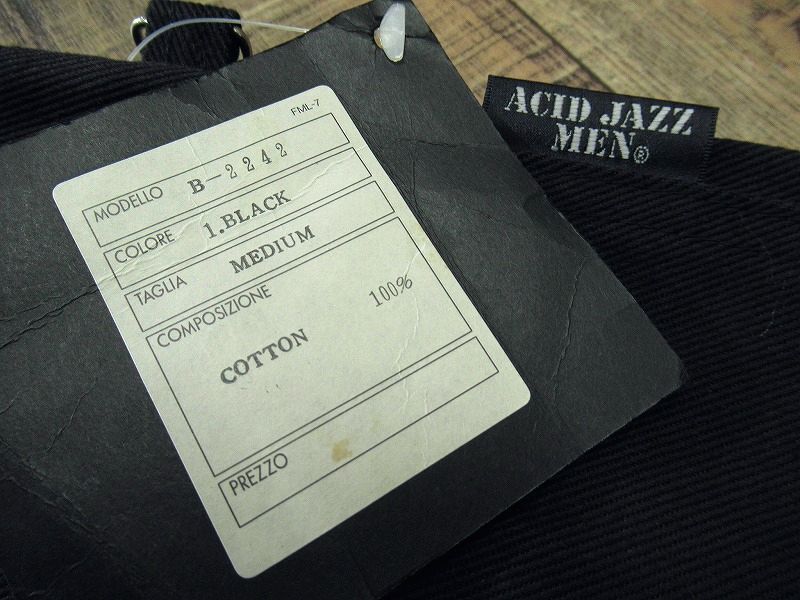 FML-7
MODELLO B-2242
COLORE 1.BLACK
TAGLIA MEDIUM
COMPOSIZIONE
100%
COTTON
PREZZO
ACID JAZZ
MEN®